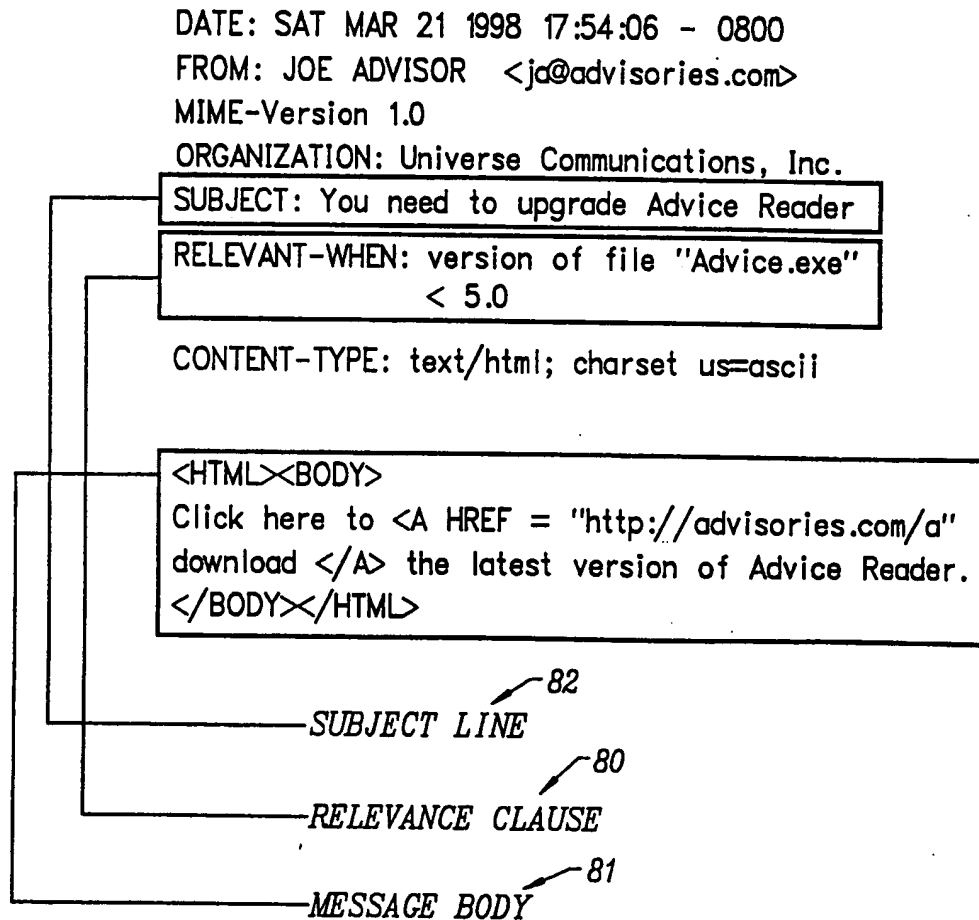 DATE: SAT MAR 21 1998 17:54:06 - 0800
FROM: JOE ADVISOR <ja@advisories.com>
MIME-Version 1.0
ORGANIZATION: Universe Communications, Inc.
SUBJECT: You need to upgrade Advice Reader
RELEVANT-WHEN: version of file "Advice.exe"
< 5.0
CONTENT-TYPE: text/html; charset us=ascii
<HTML><BODY>
Click here to <A HREF = "http://advisories.com/a"
download </A> the latest version of Advice Reader.
</BODY></HTML>
82
SUBJECT LINE
80
RELEVANCE CLAUSE
81
MESSAGE BODY